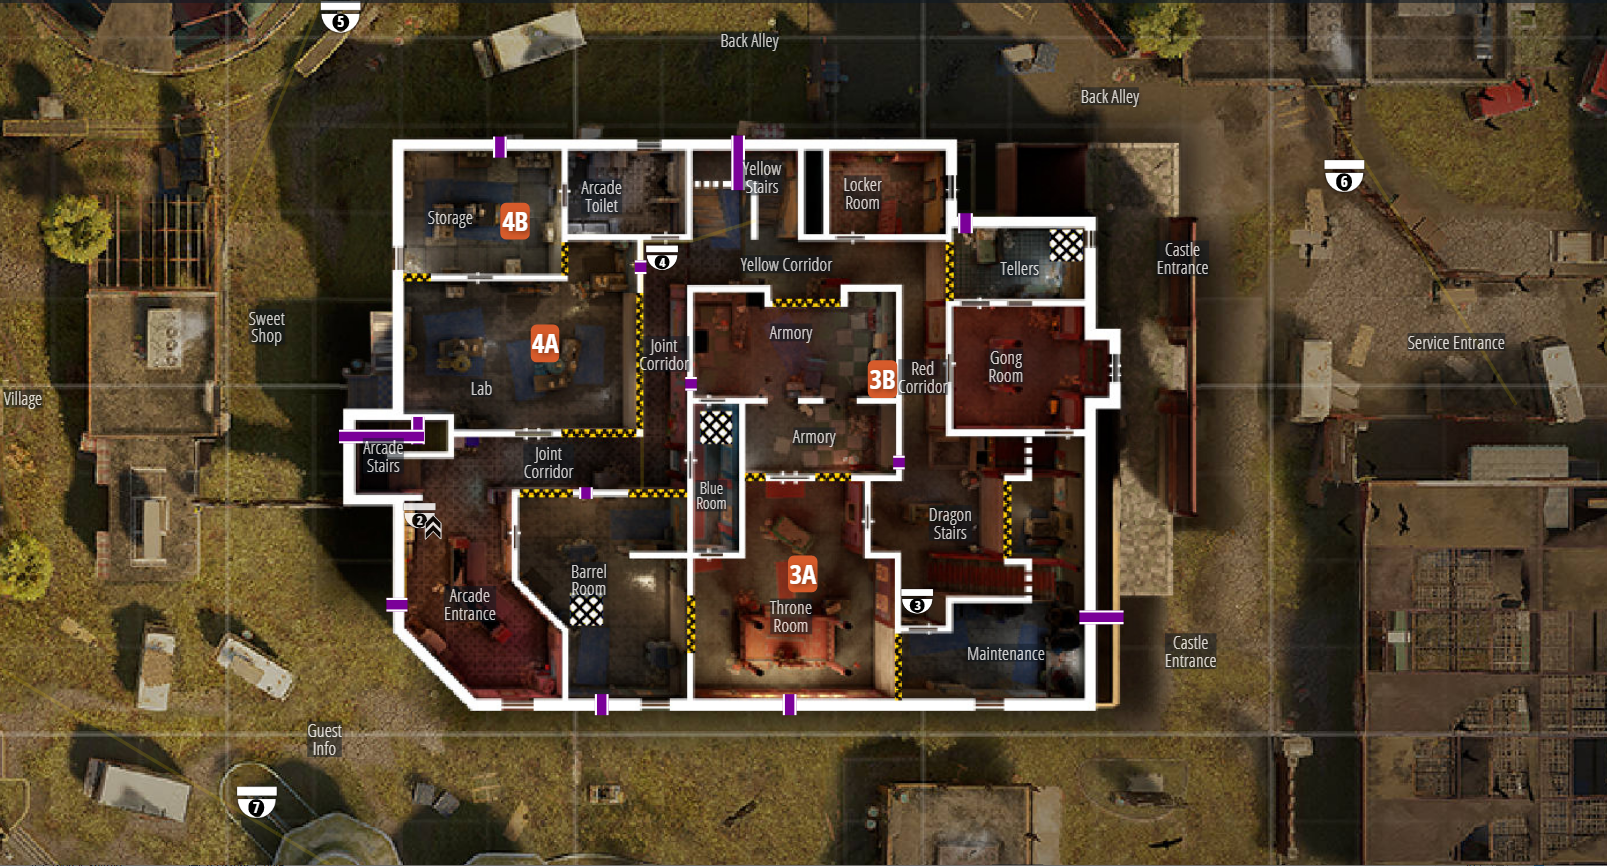 5
Back Alley
Back Alley
6
Yellow
Stairs
Arcade
Toilet
Locker
Room
Storage
4B
4
Yellow Corridor
Tellers
Castle
Entrance
Sweet
Shop
Armory
4A
Joint
Corridor
3B
Red
Corridor
Gong
Room
Service Entrance
Lab
Village
Armory
Arcade
Stairs
Joint
Corridor
Blue
Room
2
Dragon
Stairs
Barrel
Room
3A
Arcade
Entrance
Throne
Room
3
Maintenance
Castle
Entrance
Guest
Info
7